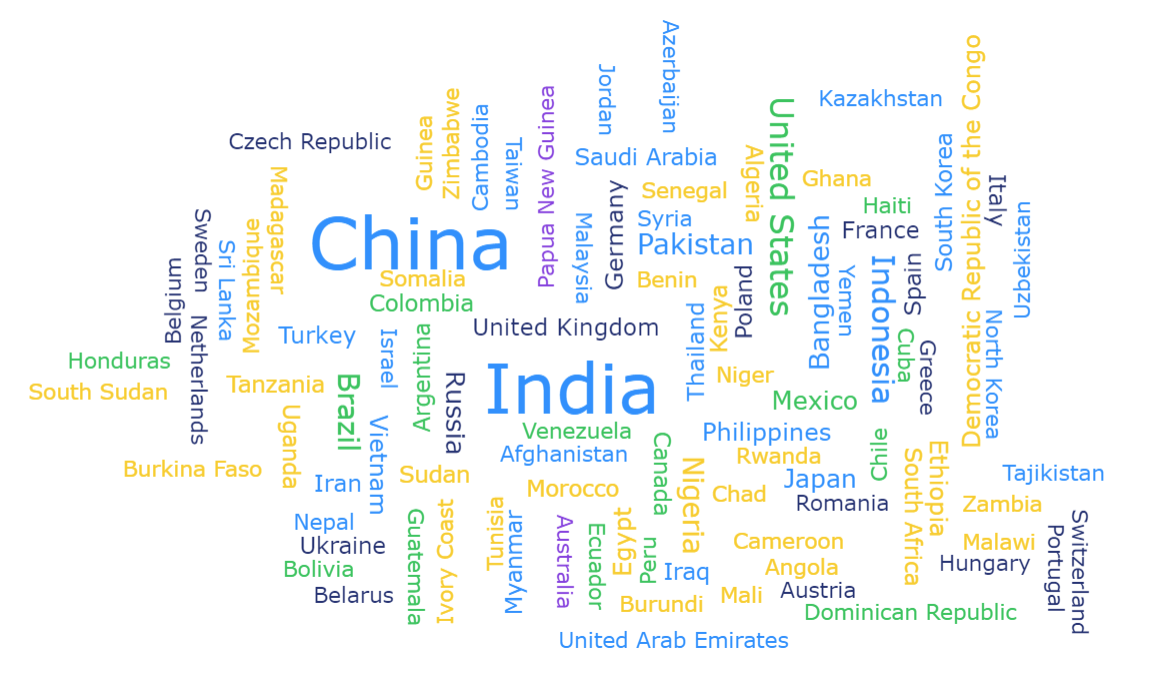 Azerbaijan
Jordan
Kazakhstan
Democratic Republic of the Congo
Papua New Guinea
Zimbabwe
Guinea
Cambodia
United States
Czech Republic
Taiwan
Saudi Arabia
Algeria
South Korea
Madagascar
Senegal
Ghana
Italy
Germany
Haiti
Sweden
China
Malaysia
Syria
Bangladesh
France
Uzbekistan
Mozambique
Sri Lanka
Pakistan
Indonesia
Spain
Belgium
Somalia
Benin
Poland
Yemen
Colombia
Kenya
Thailand
Netherlands
Turkey
Israel
Argentina
United Kingdom
Cuba
Greece
North Korea
Honduras
South Sudan
Tanzania
Brazil
Russia
India
Niger
Mexico
Uganda
Vietnam
Venezuela
Canada
Philippines
Chile
Ethiopia
Burkina Faso
Iran
Sudan
Afghanistan
Nigeria
Rwanda
South Africa
Tajikistan
Morocco
Chad
Japan
Romania
Zambia
Nepal
Guatemala
Ivory Coast
Tunisia
Myanmar
Australia
Ecuador
Egypt
Peru
Ukraine
Cameroon
Malawi
Portugal
Switzerland
Bolivia
Iraq
Angola
Hungary
Belarus
Burundi
Mali
Austria
Dominican Republic
United Arab Emirates